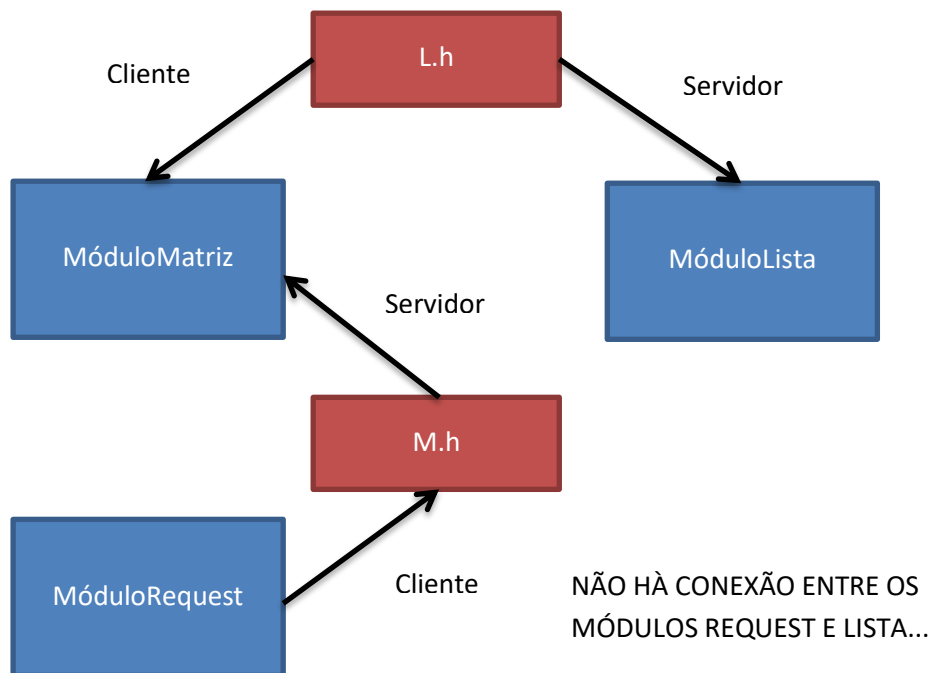 L.h
Cliente
Servidor
MóduloMatriz
MóduloLista
Servidor
M.h
MóduloRequest
Cliente
NÃO HÀ CONEXÃO ENTRE OS
MÓDULOS REQUEST E LISTA...